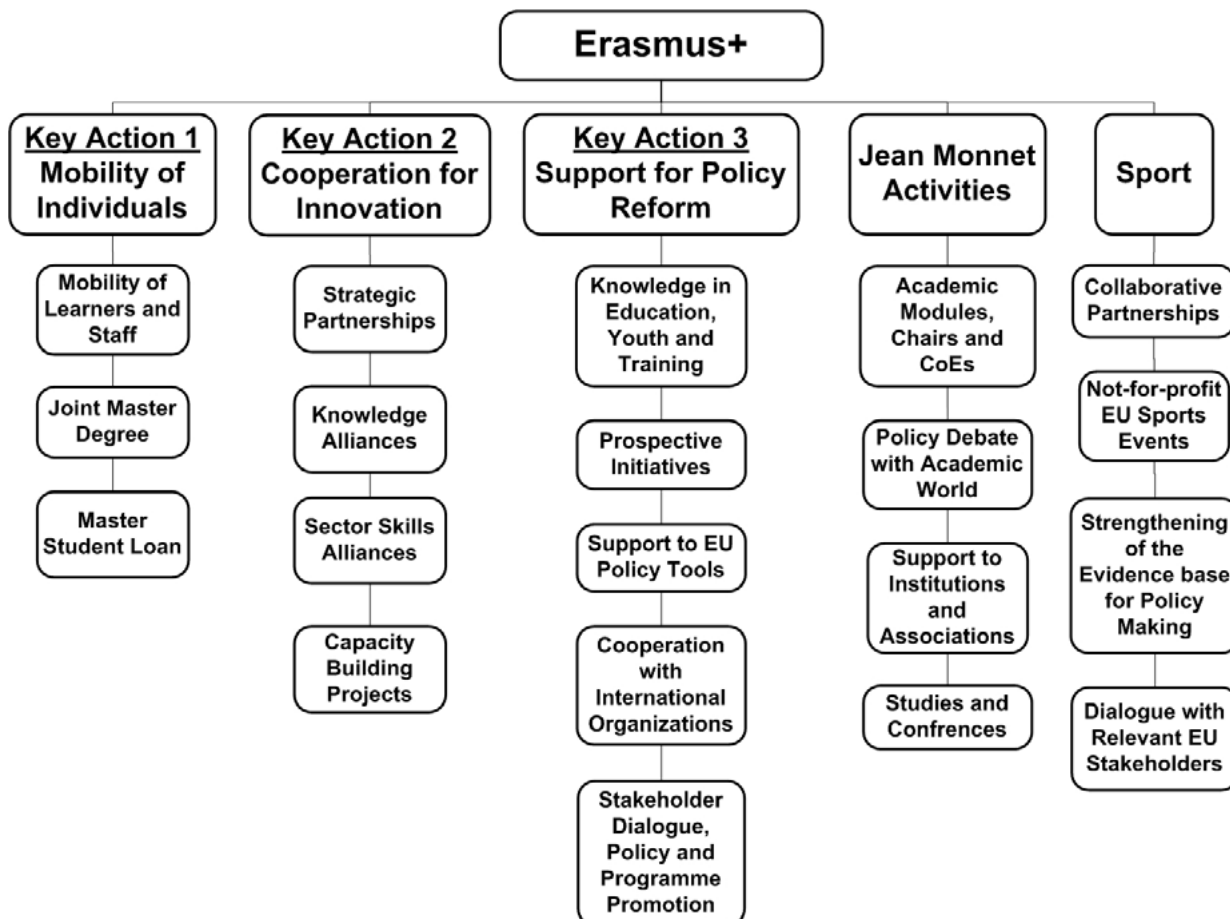 Erasmus+
Key Action 1
Mobility of
Individuals
Mobility of
Learners and
Staff
Joint Master
Degree
Master
Student Loan
Key Action 2
Cooperation for
Innovation
Strategic
Partnerships
Knowledge
Alliances
Sector Skills
Alliances
Capacity
Building
Projects
Key Action 3
Support for Policy
Reform
Knowledge in
Education,
Youth and
Training
Prospective
Initiatives
Support to EU
Policy Tools
Cooperation
with
International
Organizations
Stakeholder
Dialogue,
Policy and
Programme
Promotion
Jean Monnet
Activities
Academic
Modules,
Chairs and
CoEs
Policy Debate
with Academic
World
Support to
Institutions
and
Associations
Studies and
Confrences
Sport
Collaborative
Partnerships
Not-for-profit
EU Sports
Events
Strengthening
of the
Evidence base
for Policy
Making
Dialogue with
Relevant EU
Stakeholders